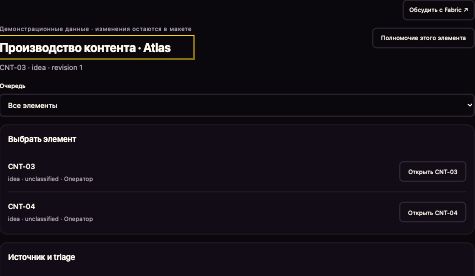 Обсудить с Fabric ↗
Демонстрационные данные · изменения остаются в макете
Производство контента · Atlas
Полномочие этого элемента
CNT-03 · idea · revision 1
Очередь
Все элементы
Выбрать элемент
CNT-03
idea · unclassified · Оператор
Открыть CNT-03
CNT-04
idea · unclassified · Оператор
Открыть CNT-04
Источник и triage